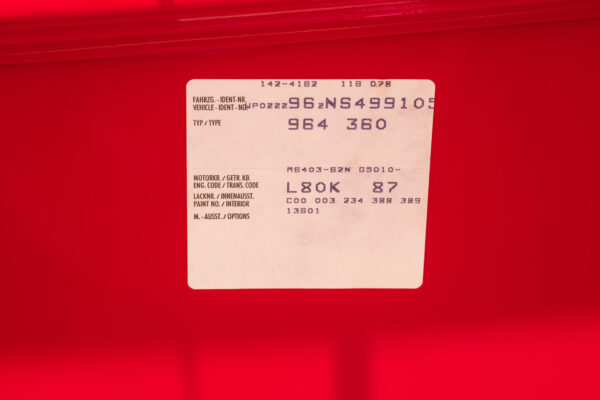 142-4162 116 078
FAHRZG. - IDENT-NR.
VEHICLE - IDENT - NO. WP0ZZZ96ZNS499105
TYP / TYPE 964 360
M6403-62N G5010-
MOTORKB. / GETR. KB.
ENG. CODE / TRANS. CODE
L80K 87
LACKNR. / INNENAUSST.
PAINT NO. / INTERIOR C00 003 234 388 389
M. - AUSST. / OPTIONS 13601